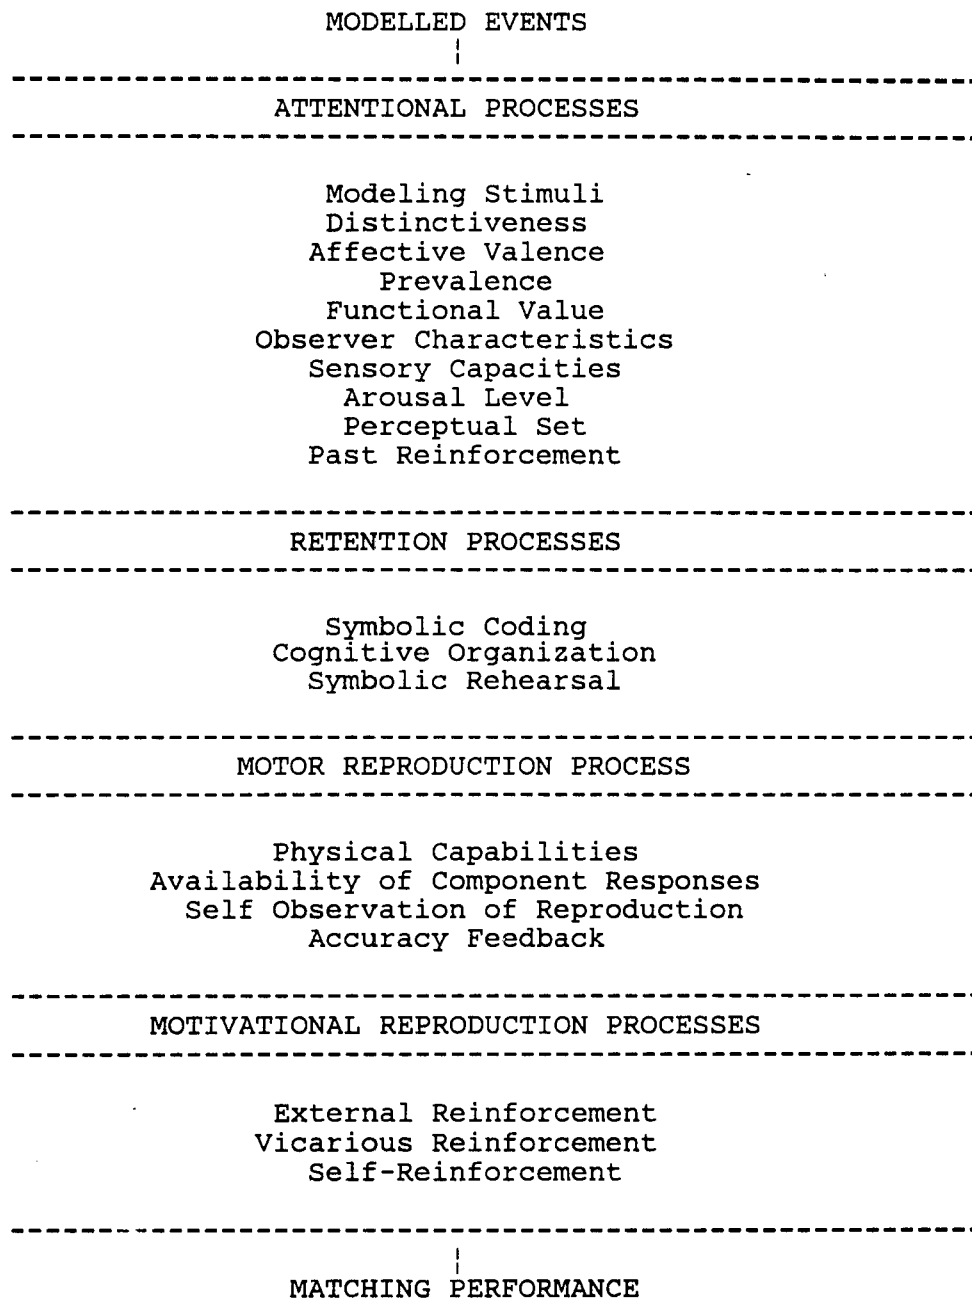 MODELLED EVENTS
ATTENTIONAL PROCESSES
Modeling Stimuli
Distinctiveness
Affective Valence
Prevalence
Functional Value
Observer Characteristics
Sensory Capacities
Arousal Level
Perceptual Set
Past Reinforcement
RETENTION PROCESSES
Symbolic Coding
Cognitive Organization
Symbolic Rehearsal
MOTOR REPRODUCTION PROCESS
Physical Capabilities
Availability of Component Responses
Self Observation of Reproduction
Accuracy Feedback
MOTIVATIONAL REPRODUCTION PROCESSES
External Reinforcement
Vicarious Reinforcement
Self-Reinforcement
MATCHING PERFORMANCE